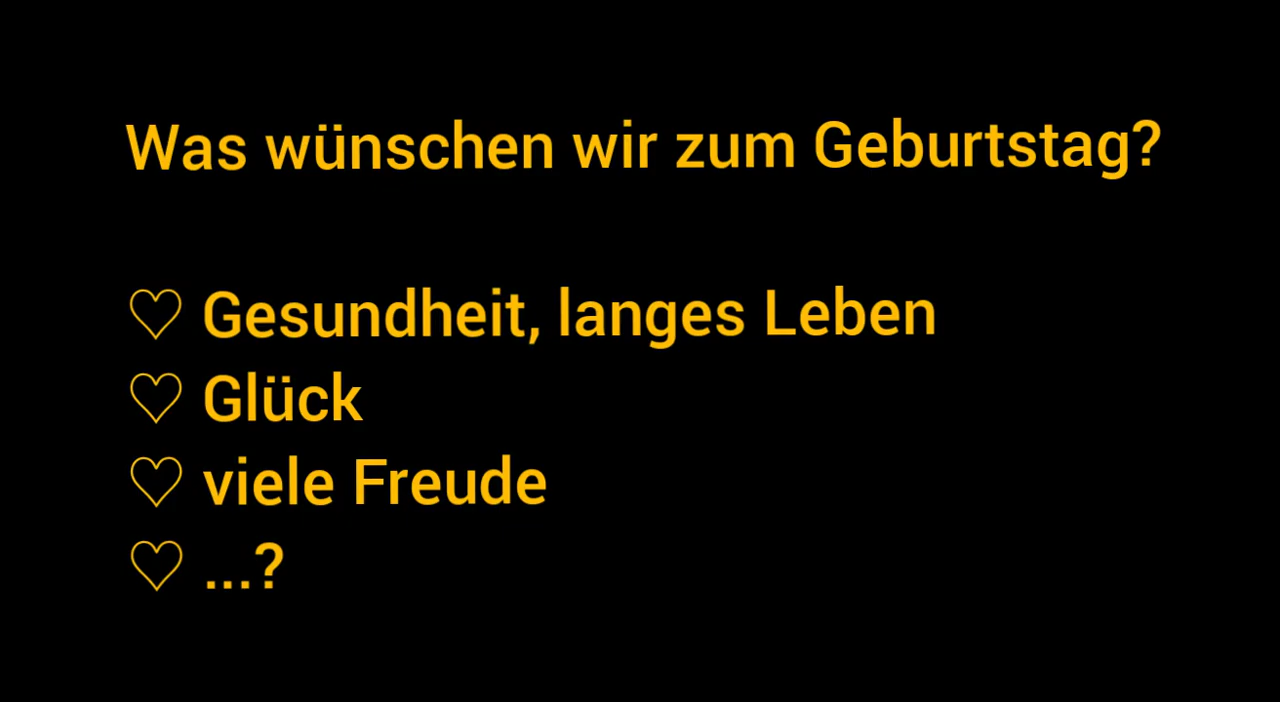 Was wünschen wir zum Geburtstag?
♡ Gesundheit, langes Leben
♡ Glück
♡ viele Freude
♡ ...?